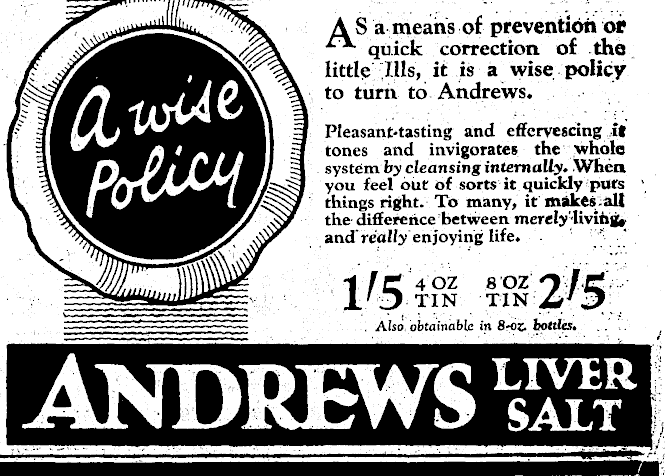 A wise
Policy
AS a means of prevention or
quick correction of the
little Ills, it is a wise policy
to turn to Andrews.
Pleasant-tasting and effervescing it
tones and invigorates the whole
system by cleansing internally. When
you feel out of sorts it quickly puts
things right. To many, it makes all
the difference between merely living,
and really enjoying life.
1/5 4 OZ TIN 8 OZ TIN 2/5
Also obtainable in 8-oz. bottles.
ANDREWS LIVER SALT